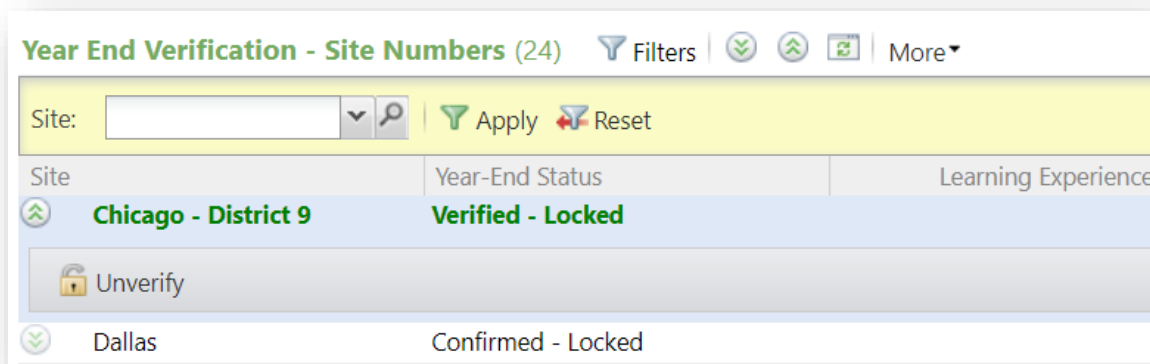 Year End Verification - Site Numbers (24) Filters More
Site: Apply Reset
Site Year-End Status Learning Experience
Chicago - District 9 Verified - Locked
Unverify
Dallas Confirmed - Locked